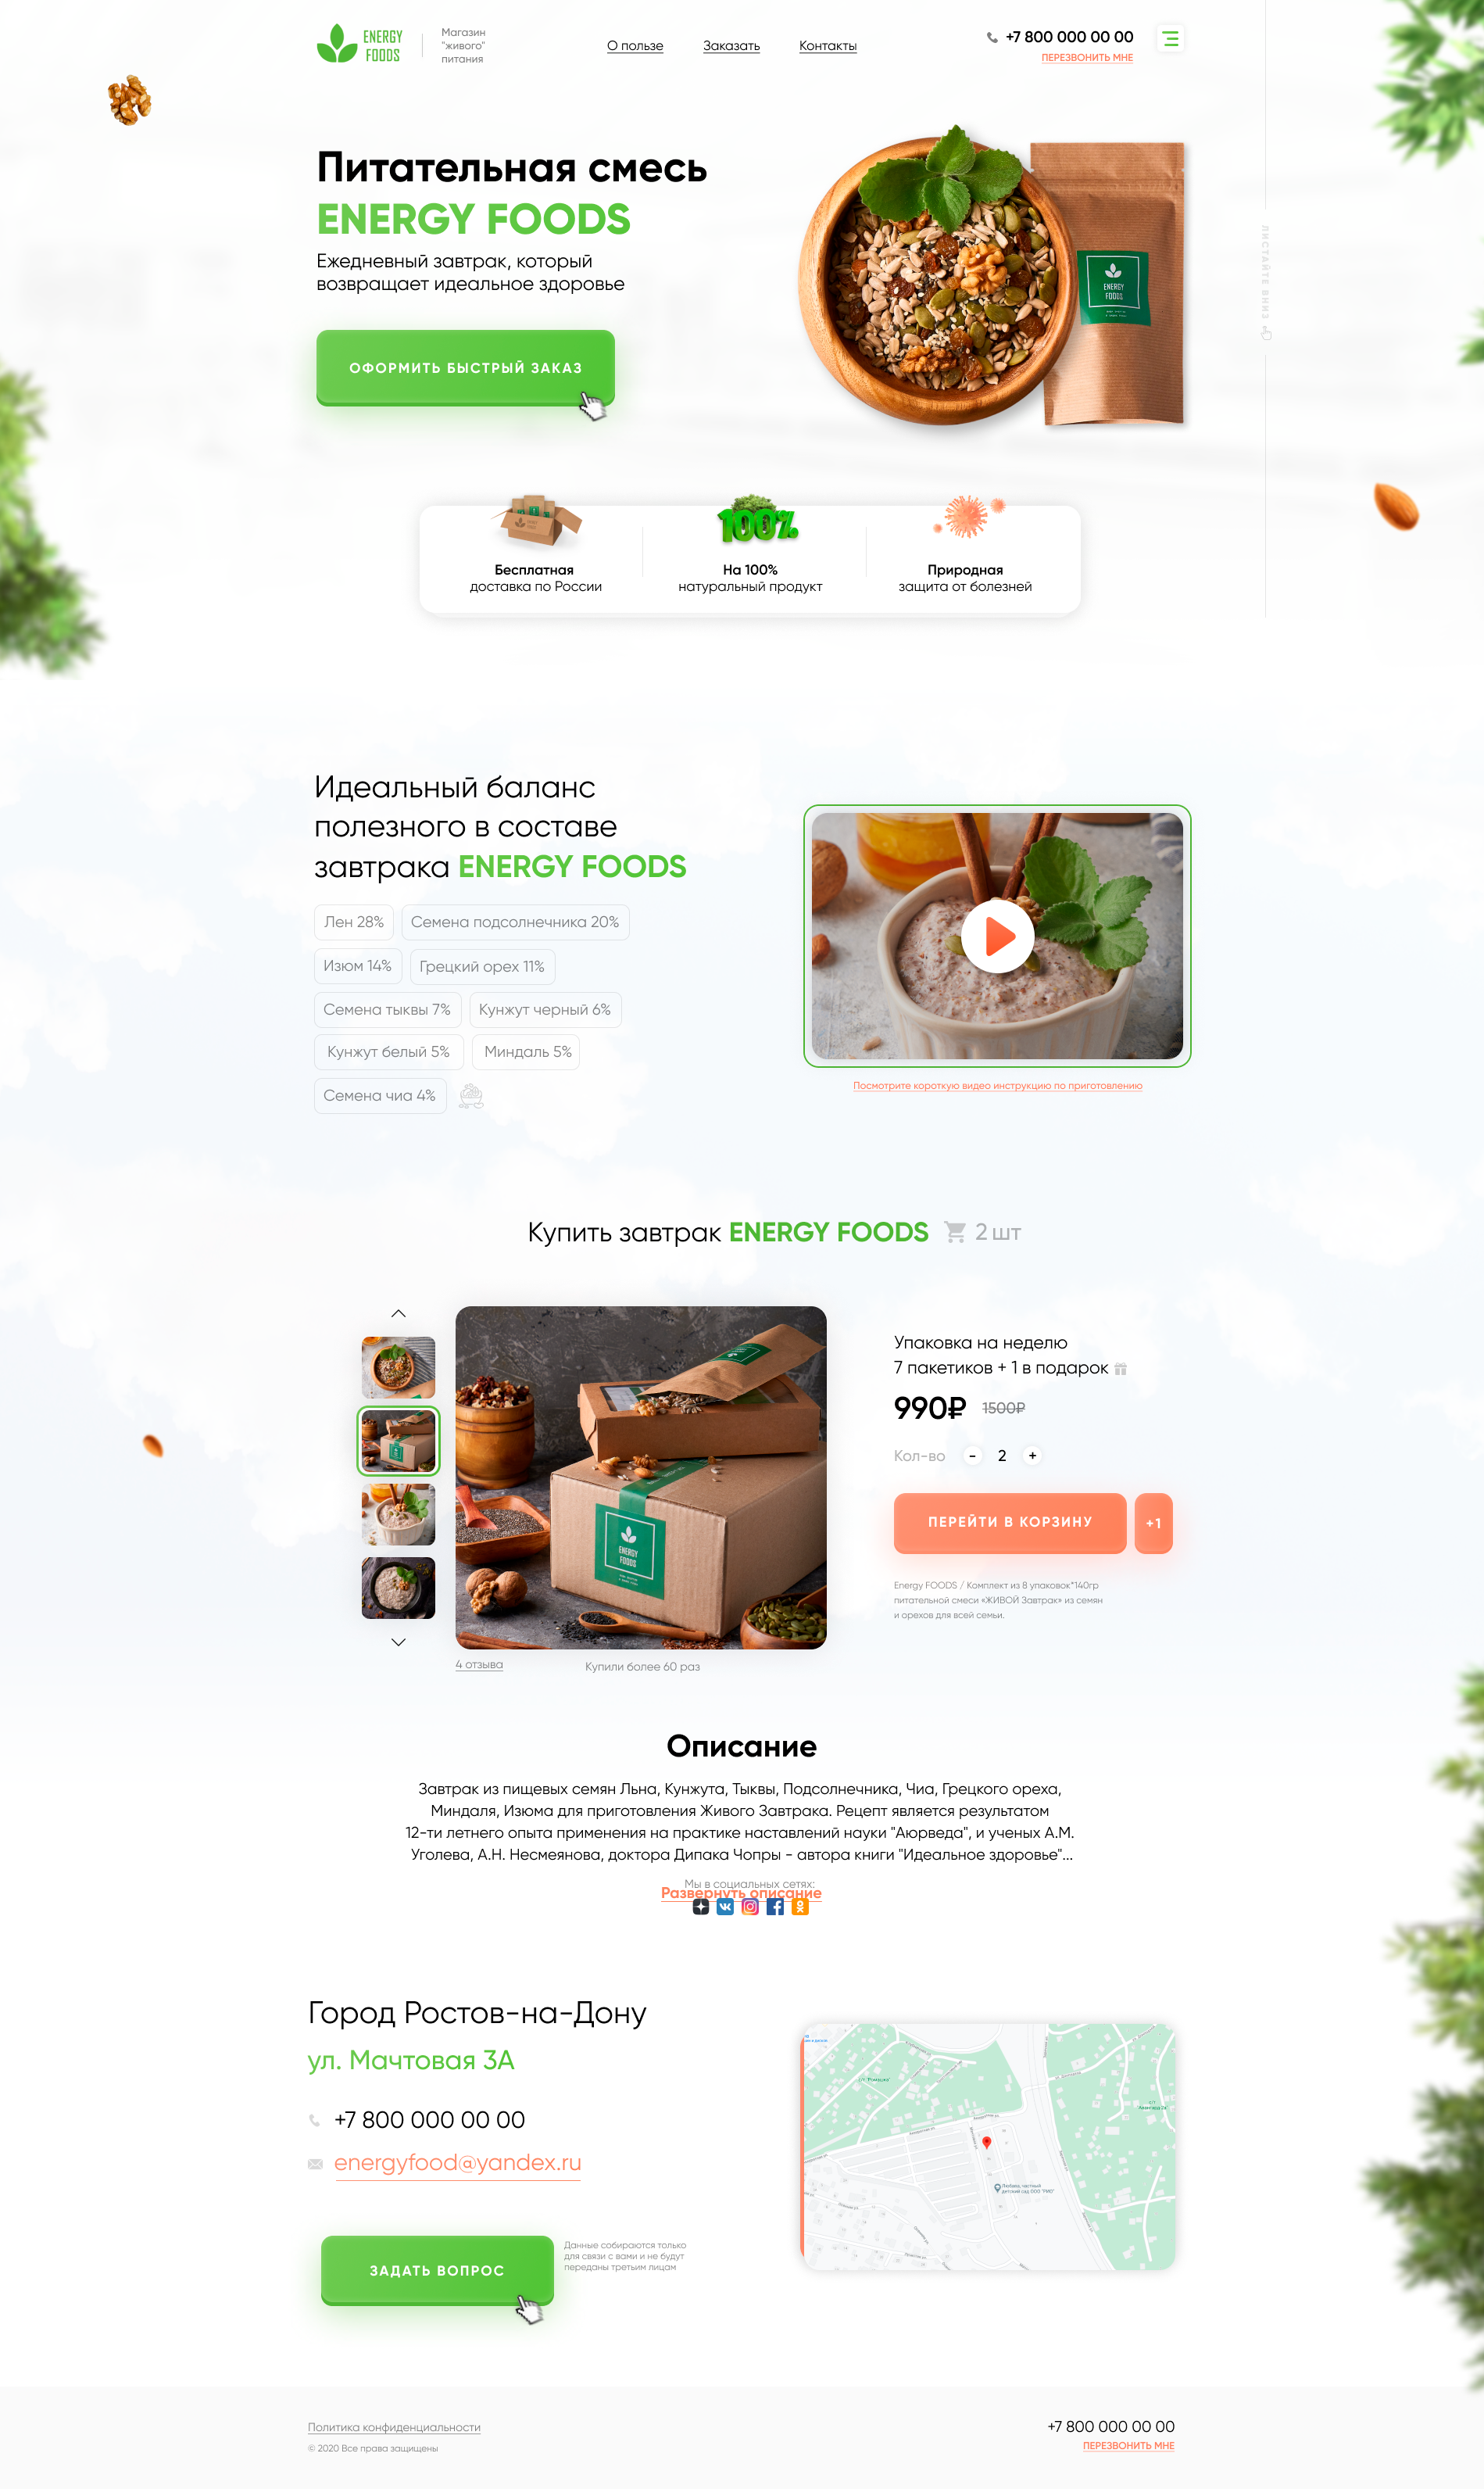 ENERGY
FOODS
Магазин
"живого"
питания
О пользе
Заказать
Контакты
+7 800 000 00 00
ПЕРЕЗВОНИТЬ МНЕ
Питательная смесь
ENERGY FOODS
Ежедневный завтрак, который
возвращает идеальное здоровье
ОФОРМИТЬ БЫСТРЫЙ ЗАКАЗ
ENERGY
FOODS
ЛИСТАЙТЕ ВНИЗ
100%
Бесплатная
доставка по России
На 100%
натуральный продукт
Природная
защита от болезней
Идеальный баланс
полезного в составе
завтрака ENERGY FOODS
Лен 28%
Семена подсолнечника 20%
Изюм 14%
Грецкий орех 11%
Семена тыквы 7%
Кунжут черный 6%
Кунжут белый 5%
Миндаль 5%
Семена чиа 4%
Посмотрите короткую видео инструкцию по приготовлению
Купить завтрак ENERGY FOODS 2 шт
ENERGY
FOODS
4 отзыва
Купили более 60 раз
Упаковка на неделю
7 пакетиков + 1 в подарок
990₽ 1500₽
Кол-во - 2 +
ПЕРЕЙТИ В КОРЗИНУ
+1
Energy FOODS / Комплект из 8 упаковок*140гр
питательной смеси «ЖИВОЙ Завтрак» из семян
и орехов для всей семьи.
Описание
Завтрак из пищевых семян Льна, Кунжута, Тыквы, Подсолнечника, Чиа, Грецкого ореха,
Миндаля, Изюма для приготовления Живого Завтрака. Рецепт является результатом
12-ти летнего опыта применения на практике наставлений науки "Аюрведа", и ученых А.М.
Уголева, А.Н. Несмеянова, доктора Дипака Чопры - автора книги "Идеальное здоровье"...
Мы в социальных сетях:
Развернуть описание
Город Ростов-на-Дону
ул. Мачтовая 3А
+7 800 000 00 00
energyfood@yandex.ru
ЗАДАТЬ ВОПРОС
Данные собираются только
для связи с вами и не будут
переданы третьим лицам
Политика конфиденциальности
© 2020 Все права защищены
+7 800 000 00 00
ПЕРЕЗВОНИТЬ МНЕ